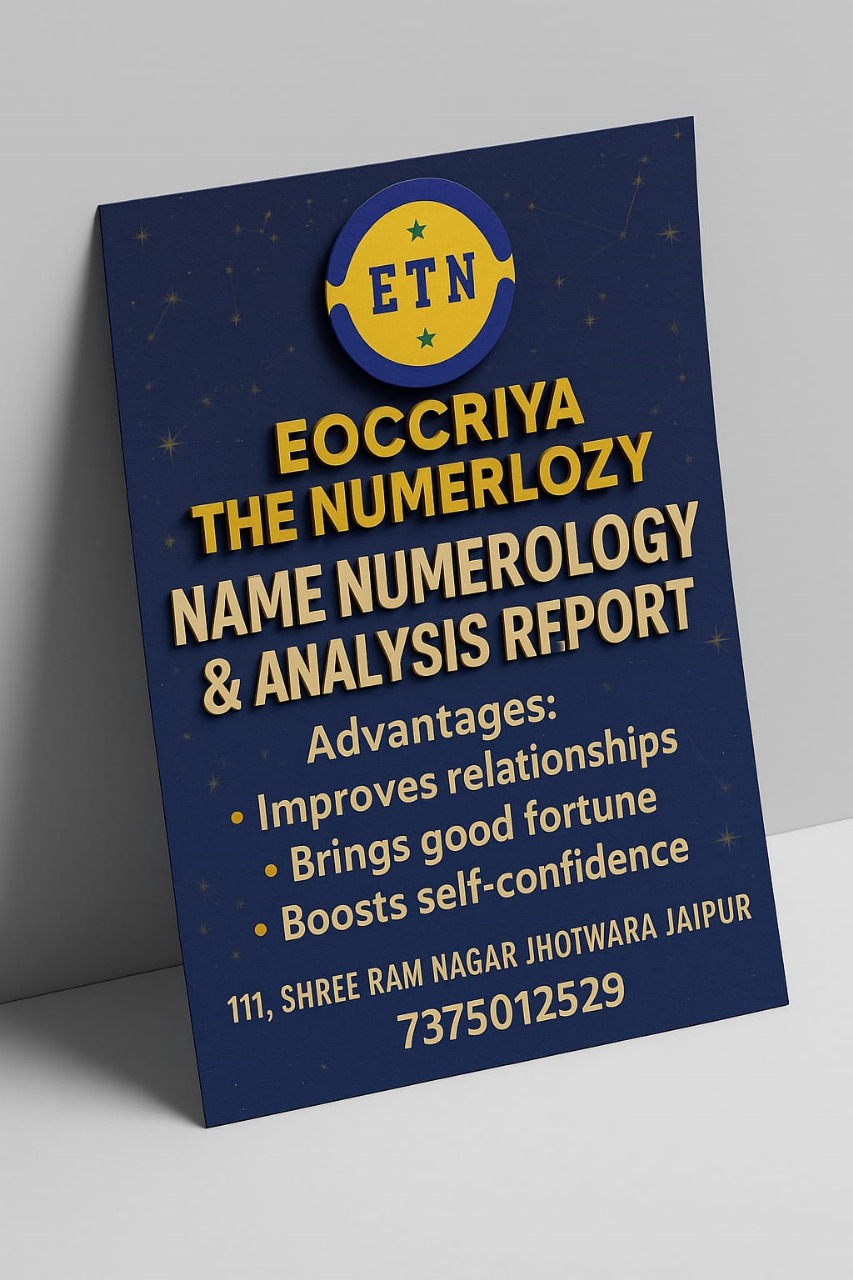 ETN
EOCCRIYA
THE NUMERLOZY
NAME NUMEROLOGY
& ANALYSIS REPORT
Advantages:
• Improves relationships
• Brings good fortune
• Boosts self-confidence
111, SHREE RAM NAGAR JHOTWARA JAIPUR
7375012529